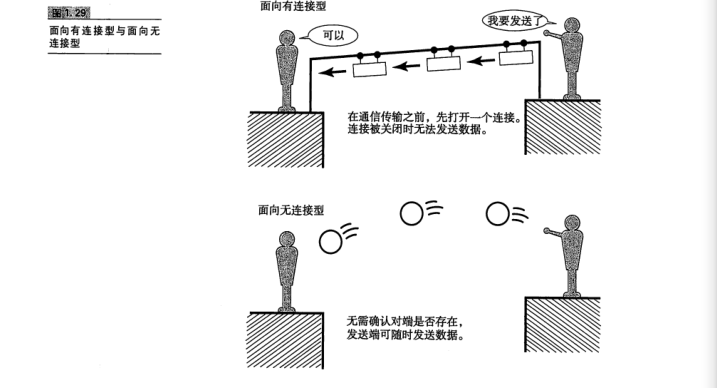 图1.29
面向有连接型与面向无
连接型
面向有连接型
可以
我要发送了
在通信传输之前，先打开一个连接。
连接被关闭时无法发送数据。
面向无连接型
无需确认对端是否存在，
发送端可随时发送数据。